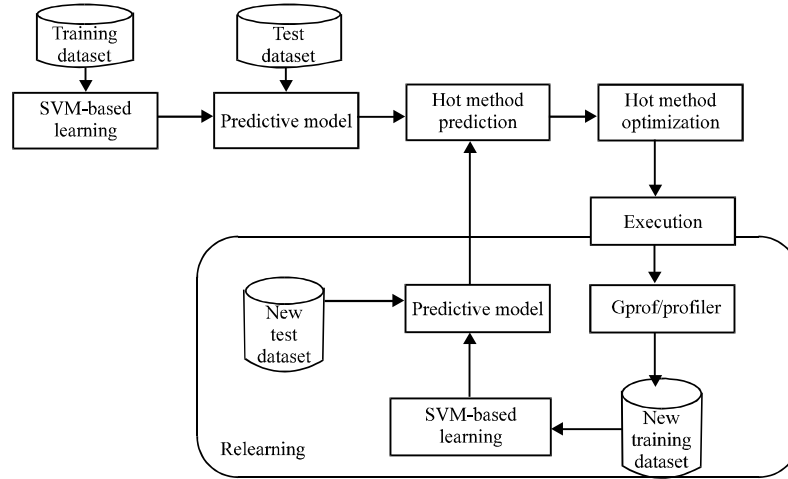 Training
dataset
Test
dataset
SVM-based
learning
Predictive model
Hot method
prediction
Hot method
optimization
Execution
New
test
dataset
Predictive model
Gprof/profiler
SVM-based
learning
New
training
dataset
Relearning